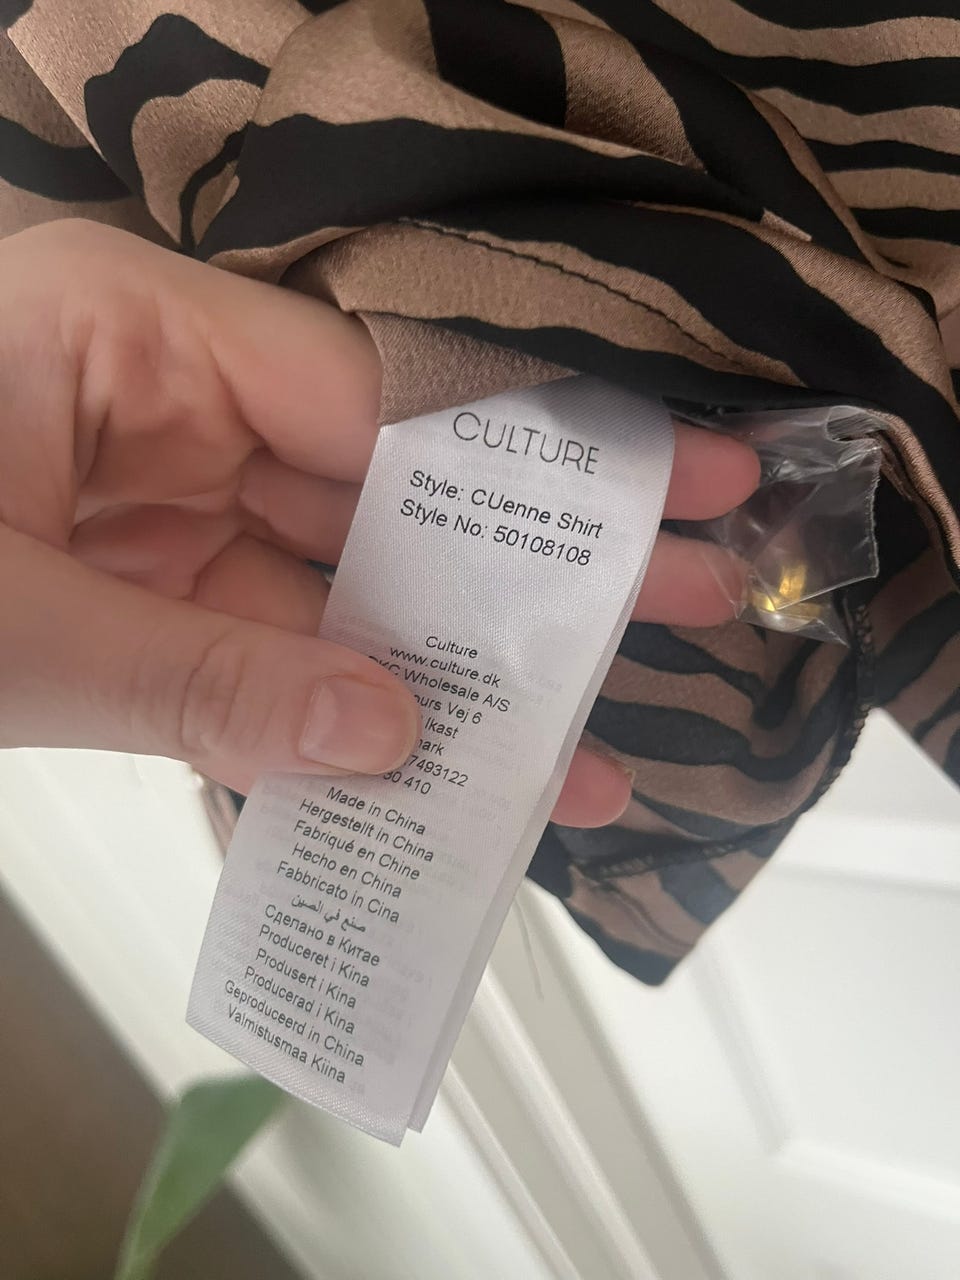 CULTURE
Style: CUenne Shirt
Style No: 50108108
Culture
www.culture.dk
Wholesale A/S
Vej 6
Ikast
410
Made in China
Hergestellt in China
Fabriqué en Chine
Hecho en China
Fabbricato in Cina
صنع في الصين
Сделано в Китае
Produceret i Kina
Produsert i Kina
Producerad i Kina
Geproduceerd in China
Valmistusmaa Kiina